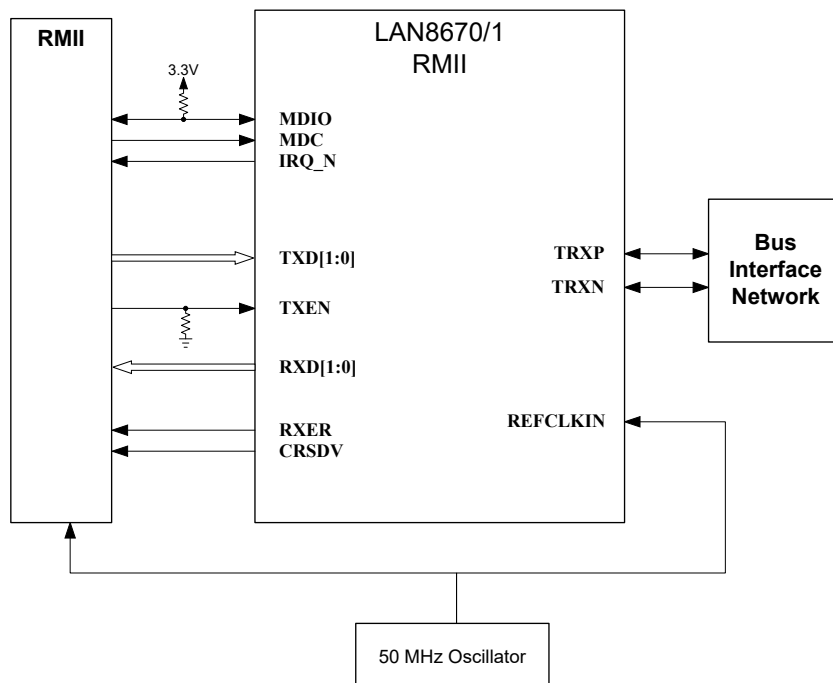 RMII
LAN8670/1
RMII
3.3V
MDIO
MDC
IRQ_N
TXD[1:0]
TXEN
RXD[1:0]
RXER
CRSDV
TRXP
TRXN
REFCLKIN
Bus
Interface
Network
50 MHz Oscillator